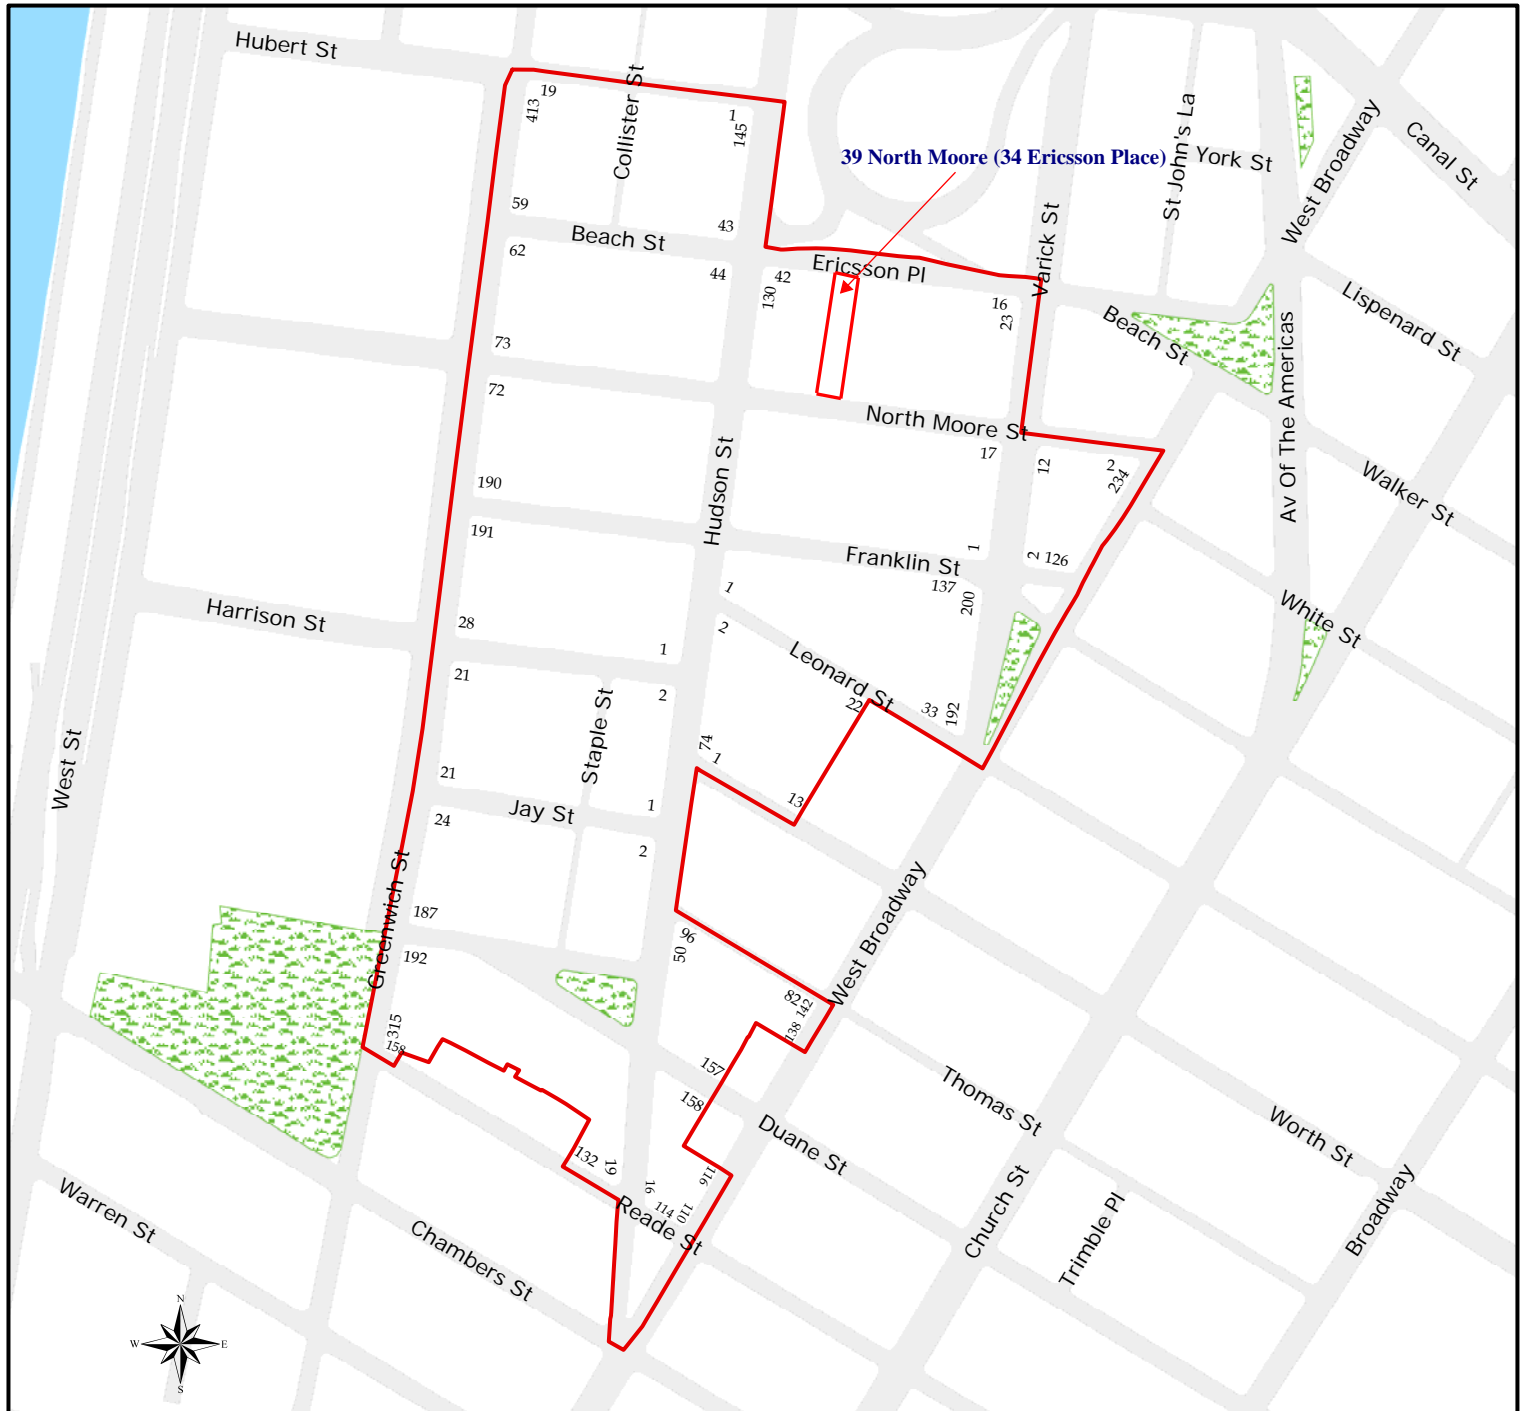 Hubert St
Collister St
19
413
1
145
39 North Moore (34 Ericsson Place)
St John's La
York St
West Broadway
Canal St
59
43
Beach St
62
44
42
130
Ericsson Pl
16
23
Varick St
Beach St
Lispenard St
Av Of The Americas
73
72
North Moore St
17
12
2
234
Walker St
190
191
Hudson St
Franklin St
1
2
126
137
200
White St
Harrison St
28
1
1
2
21
2
Leonard St
22
33
192
Staple St
74
1
West St
21
Jay St
1
13
24
2
Greenwich St
187
192
96
50
West Broadway
82
142
138
315
158
157
158
Thomas St
Duane St
Worth St
132
19
16
114
110
116
Reade St
Church St
Trimble Pl
Broadway
Warren St
Chambers St
N
W
E
S